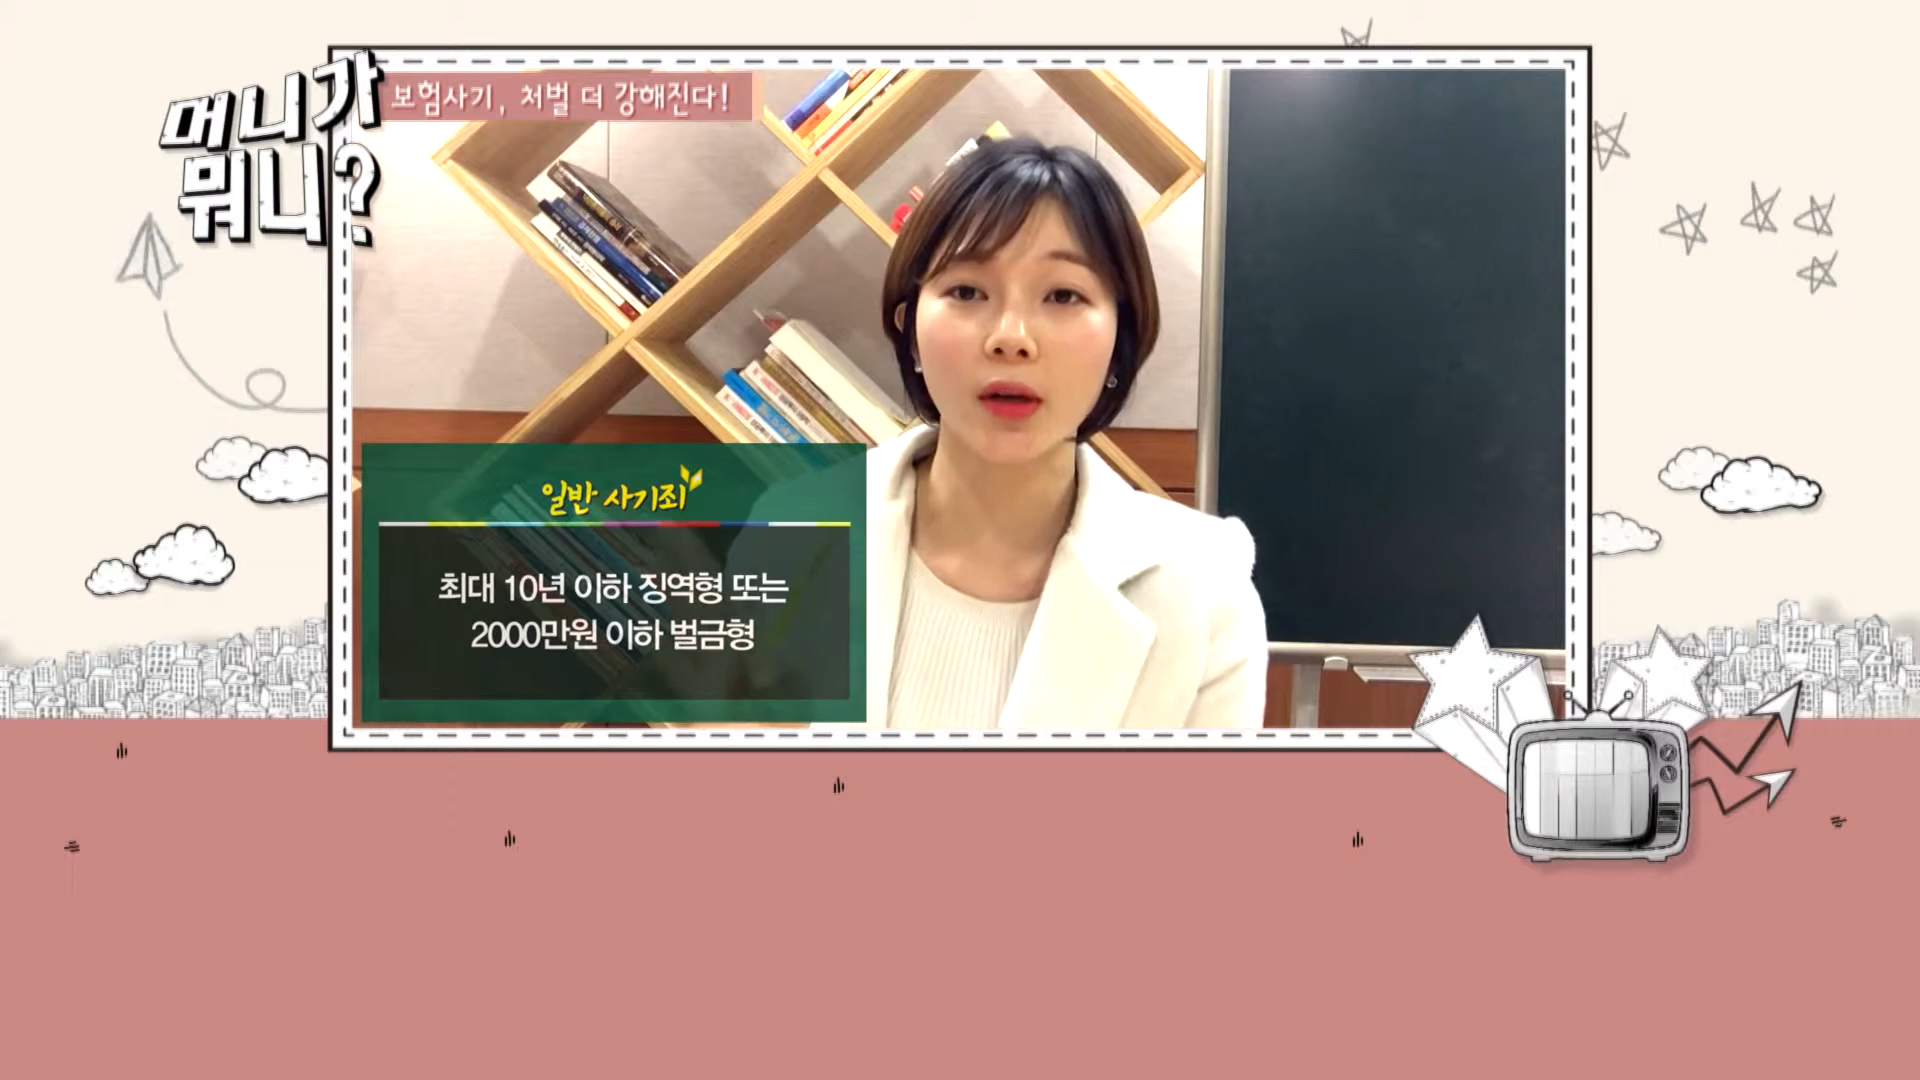 머니가
뭐니?
보험사기, 처벌 더 강해진다!
일반 사기죄
최대 10년 이하 징역형 또는
2000만원 이하 벌금형